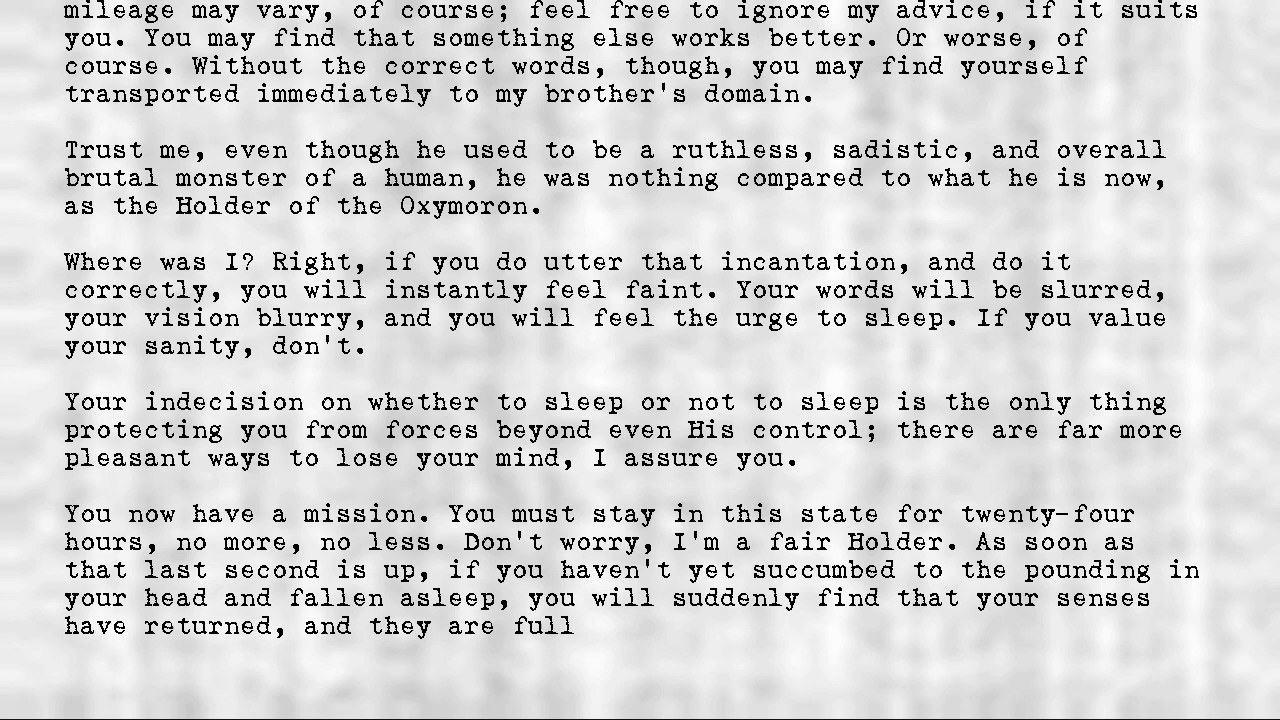 mileage may vary, of course; feel free to ignore my advice, if it suits
you. You may find that something else works better. Or worse, of
course. Without the correct words, though, you may find yourself
transported immediately to my brother's domain.
Trust me, even though he used to be a ruthless, sadistic, and overall
brutal monster of a human, he was nothing compared to what he is now,
as the Holder of the Oxymoron.
Where was I? Right, if you do utter that incantation, and do it
correctly, you will instantly feel faint. Your words will be slurred,
your vision blurry, and you will feel the urge to sleep. If you value
your sanity, don't.
Your indecision on whether to sleep or not to sleep is the only thing
protecting you from forces beyond even His control; there are far more
pleasant ways to lose your mind, I assure you.
You now have a mission. You must stay in this state for twenty-four
hours, no more, no less. Don't worry, I'm a fair Holder. As soon as
that last second is up, if you haven't yet succumbed to the pounding in
your head and fallen asleep, you will suddenly find that your senses
have returned, and they are full